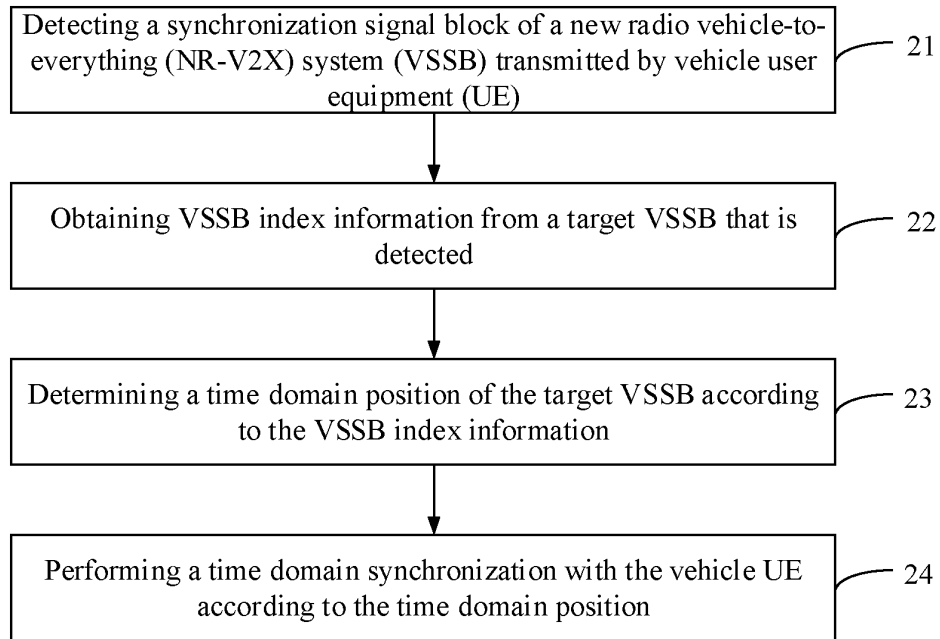 Detecting a synchronization signal block of a new radio vehicle-to-
everything (NR-V2X) system (VSSB) transmitted by vehicle user
equipment (UE)
21
Obtaining VSSB index information from a target VSSB that is
detected
22
Determining a time domain position of the target VSSB according
to the VSSB index information
23
Performing a time domain synchronization with the vehicle UE
according to the time domain position
24